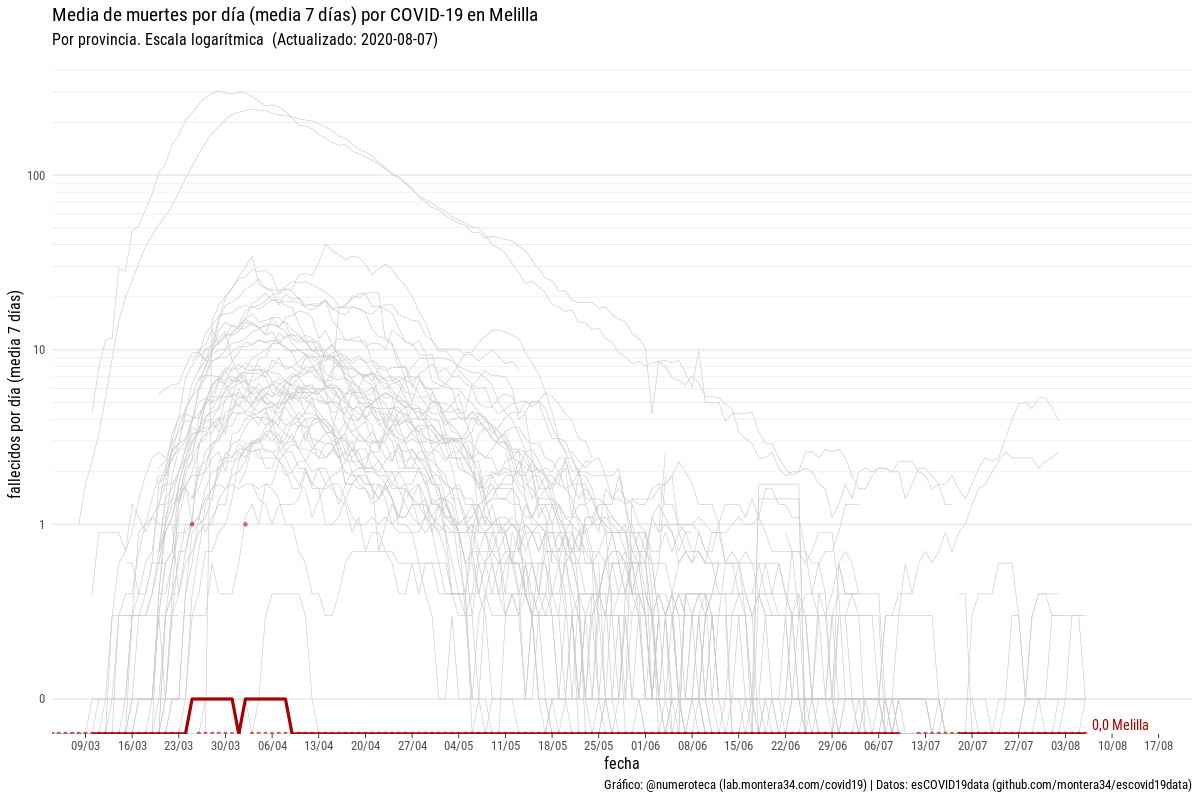 Media de muertes por día (media 7 días) por COVID-19 en Melilla
Por provincia. Escala logarítmica  (Actualizado: 2020-08-07)
fallecidos por día (media 7 días)
100
10
1
0
0,0 Melilla
09/03 16/03 23/03 30/03 06/04 13/04 20/04 27/04 04/05 11/05 18/05 25/05 01/06 08/06 15/06 22/06 29/06 06/07 13/07 20/07 27/07 03/08 10/08 17/08
fecha
Gráfico: @numeroteca (lab.montera34.com/covid19) | Datos: esCOVID19data (github.com/montera34/escovid19data)